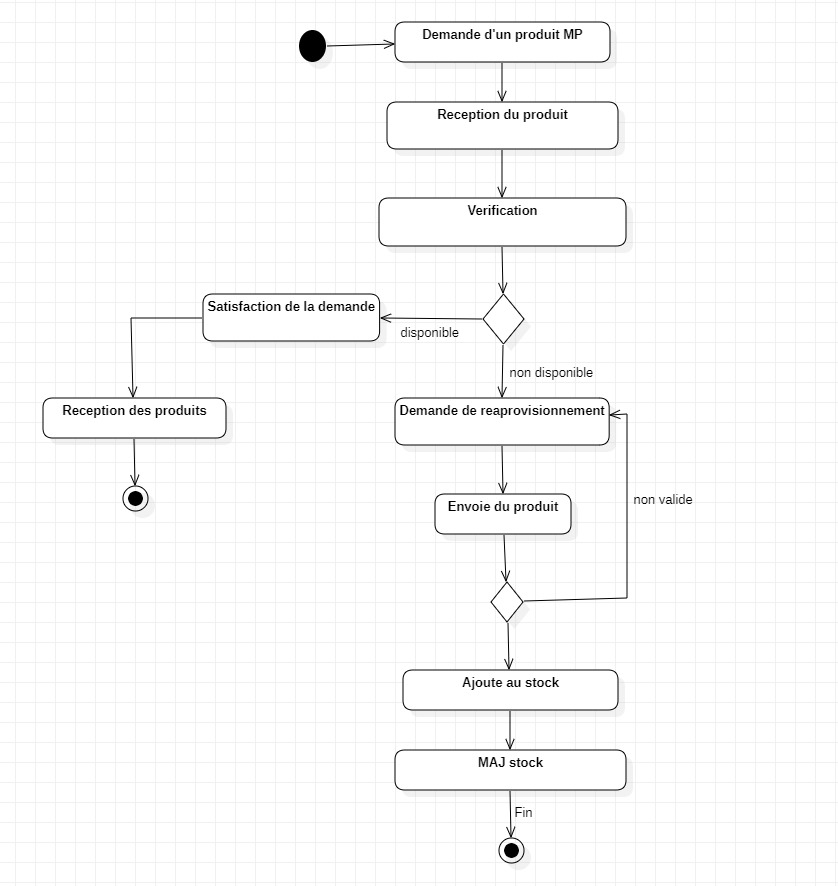 Demande d'un produit MP
Reception du produit
Verification
Satisfaction de la demande
disponible
non disponible
Reception des produits
Demande de reaprovisionnement
non valide
Envoie du produit
Ajoute au stock
MAJ stock
Fin